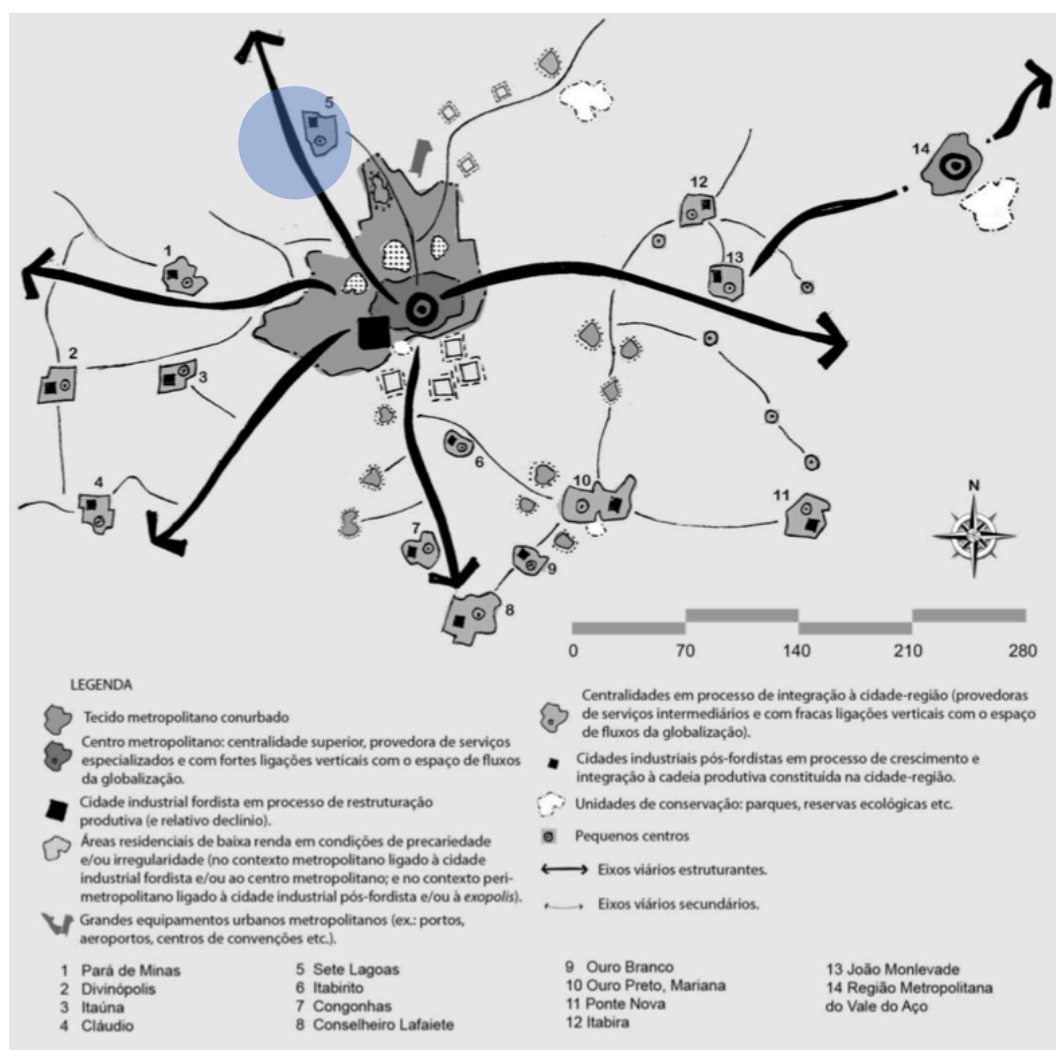 5
14
12
1
13
2
3
6
4
10
11
N
7
9
8
0 70 140 210 280
LEGENDA
Tecido metropolitano conurbado
Centro metropolitano: centralidade superior, provedora de serviços
especializados e com fortes ligações verticais com o espaço de fluxos
da globalização.
Cidade industrial fordista em processo de restruturação
produtiva (e relativo declínio).
Áreas residenciais de baixa renda em condições de precariedade
e/ou irregularidade (no contexto metropolitano ligado à cidade
industrial fordista e/ou ao centro metropolitano; e no contexto peri-
metropolitano ligado à cidade industrial pós-fordista e/ou à exopolis).
Grandes equipamentos urbanos metropolitanos (ex.: portos,
aeroportos, centros de convenções etc.).
Centralidades em processo de integração à cidade-região (provedoras
de serviços intermediários e com fracas ligações verticais com o espaço
de fluxos da globalização).
Cidades industriais pós-fordistas em processo de crescimento e
integração à cadeia produtiva constituída na cidade-região.
Unidades de conservação: parques, reservas ecológicas etc.
Pequenos centros
Eixos viários estruturantes.
Eixos viários secundários.
1 Pará de Minas
2 Divinópolis
3 Itaúna
4 Cláudio
5 Sete Lagoas
6 Itabirito
7 Congonhas
8 Conselheiro Lafaiete
9 Ouro Branco
10 Ouro Preto, Mariana
11 Ponte Nova
12 Itabira
13 João Monlevade
14 Região Metropolitana
do Vale do Aço